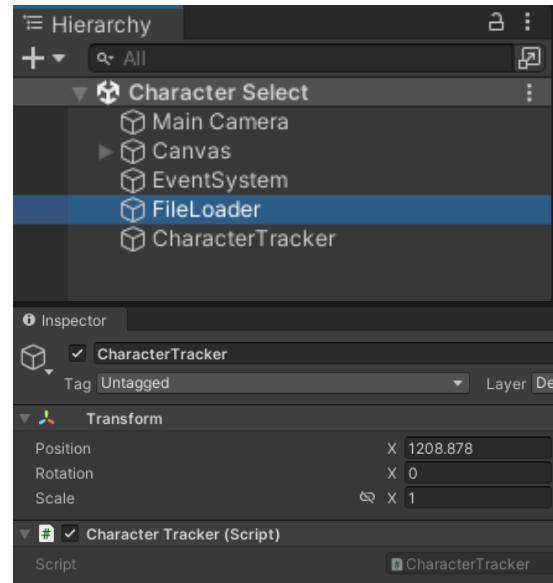 Hierarchy
All
Character Select
Main Camera
Canvas
EventSystem
FileLoader
CharacterTracker
Inspector
CharacterTracker
Tag Untagged Layer De
Transform
Position X 1208.878
Rotation X 0
Scale X 1
# Character Tracker (Script)
Script CharacterTracker